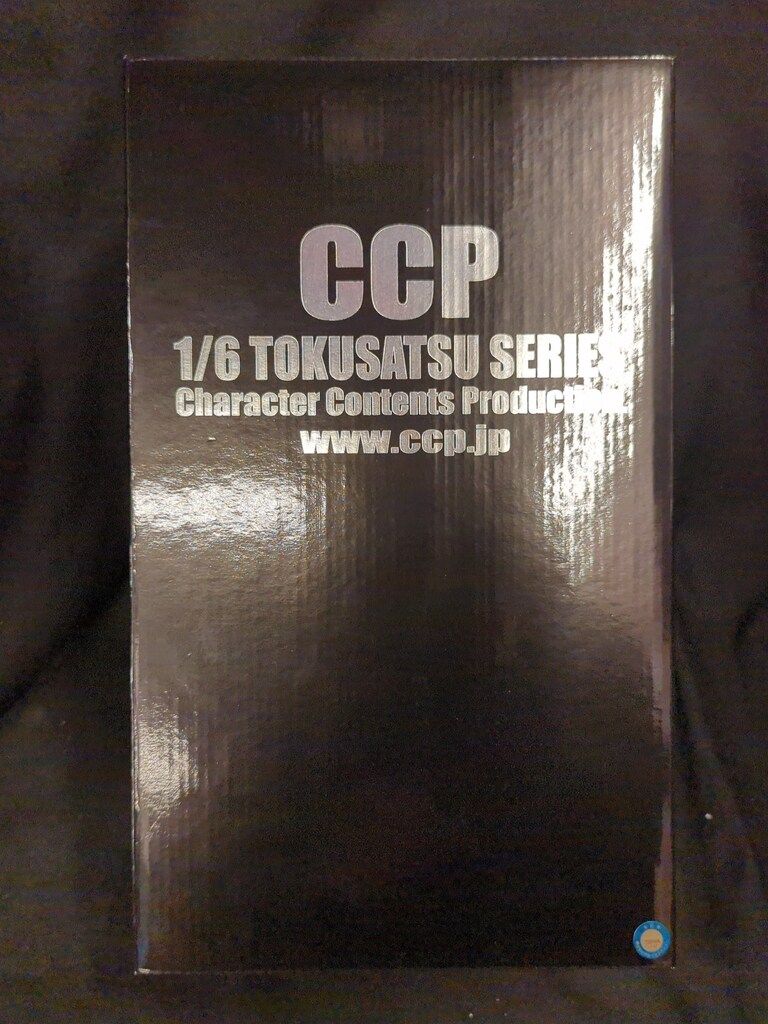 CCP
1/6 TOKUSATSU SERIES
Character Contents Production.
www.ccp.jp